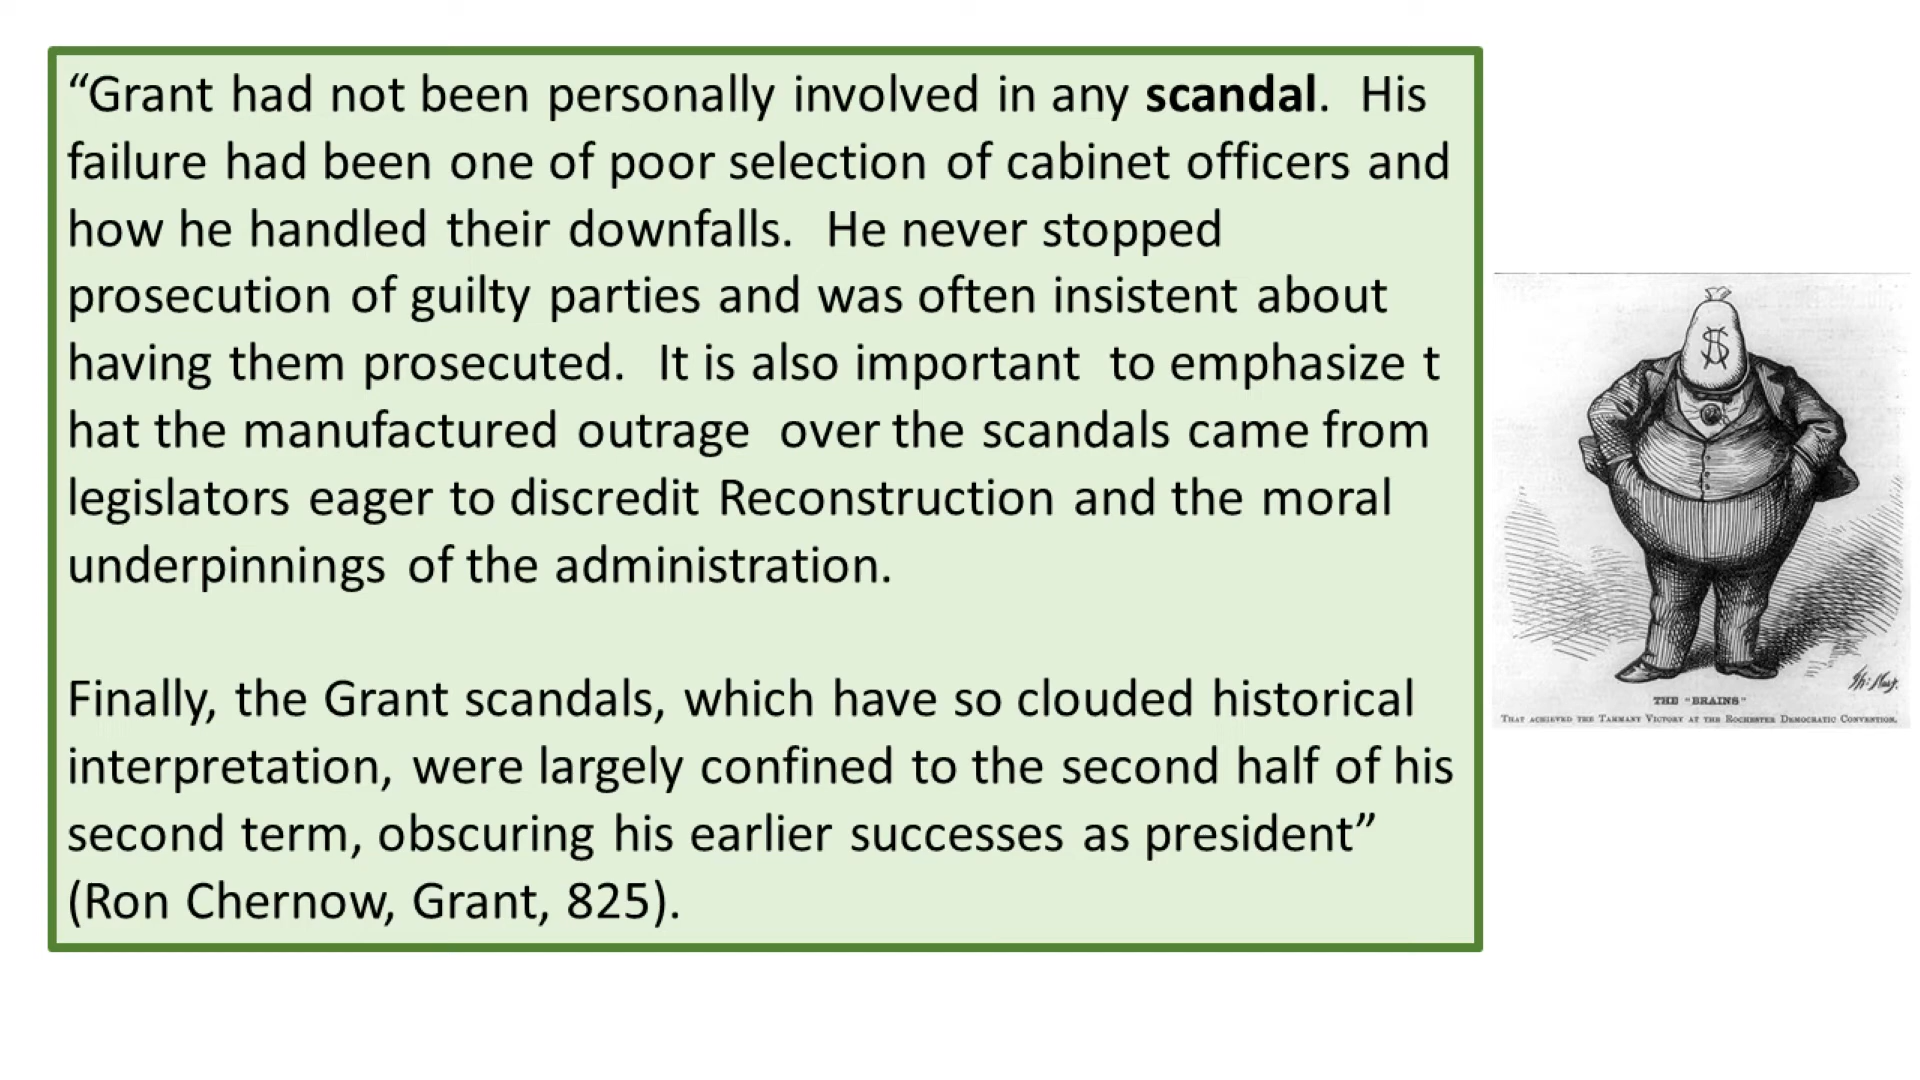 “Grant had not been personally involved in any scandal.  His
failure had been one of poor selection of cabinet officers and
how he handled their downfalls.  He never stopped
prosecution of guilty parties and was often insistent about
having them prosecuted.  It is also important  to emphasize t
hat the manufactured outrage  over the scandals came from
legislators eager to discredit Reconstruction and the moral
underpinnings of the administration.
Finally, the Grant scandals, which have so clouded historical
interpretation, were largely confined to the second half of his
second term, obscuring his earlier successes as president”
(Ron Chernow, Grant, 825).
$
Th: Nast.
THE "BRAINS"
THAT ACHIEVED THE TAMMANY VICTORY AT THE ROCHESTER DEMOCRATIC CONVENTION.